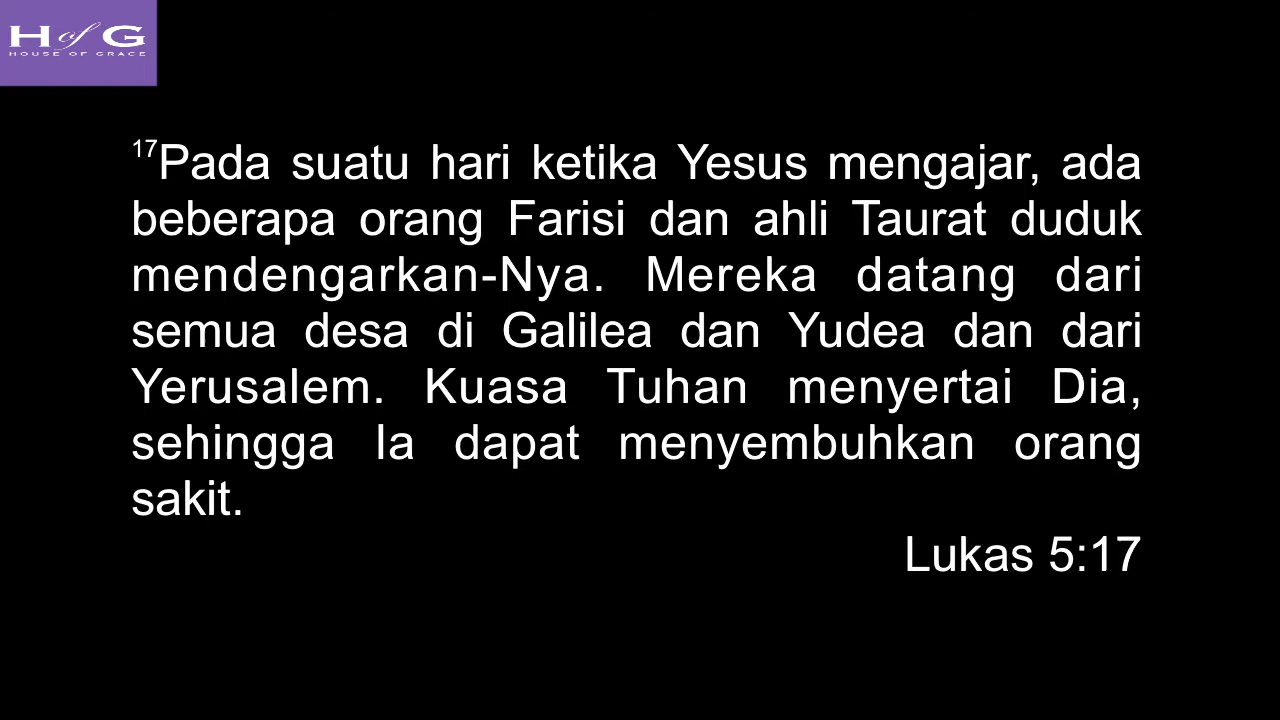 H of G
HOUSE OF GRACE
17Pada suatu hari ketika Yesus mengajar, ada
beberapa orang Farisi dan ahli Taurat duduk
mendengarkan-Nya. Mereka datang dari
semua desa di Galilea dan Yudea dan dari
Yerusalem. Kuasa Tuhan menyertai Dia,
sehingga Ia dapat menyembuhkan orang
sakit.
Lukas 5:17